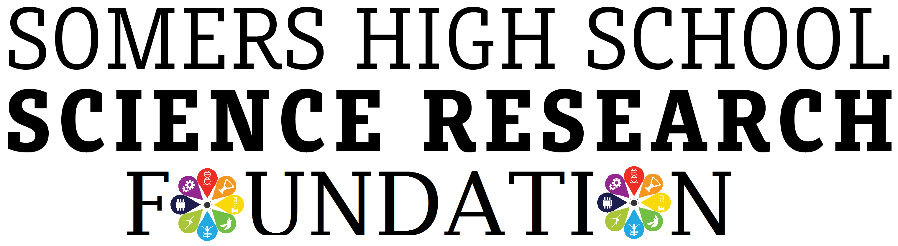 SOMERS HIGH SCHOOL
SCIENCE RESEARCH
FOUNDATION